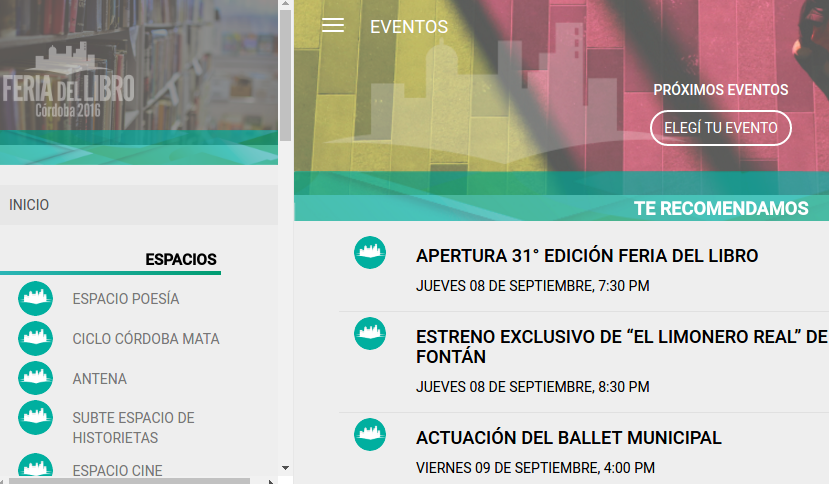 FERIA DEL LIBRO
Córdoba 2016
INICIO
ESPACIOS
ESPACIO POESÍA
CICLO CÓRDOBA MATA
ANTENA
SUBTE ESPACIO DE
HISTORIETAS
ESPACIO CINE
EVENTOS
PRÓXIMOS EVENTOS
ELEGÍ TU EVENTO
TE RECOMENDAMOS
APERTURA 31° EDICIÓN FERIA DEL LIBRO
JUEVES 08 DE SEPTIEMBRE, 7:30 PM
ESTRENO EXCLUSIVO DE “EL LIMONERO REAL” DE
FONTÁN
JUEVES 08 DE SEPTIEMBRE, 8:30 PM
ACTUACIÓN DEL BALLET MUNICIPAL
VIERNES 09 DE SEPTIEMBRE, 4:00 PM